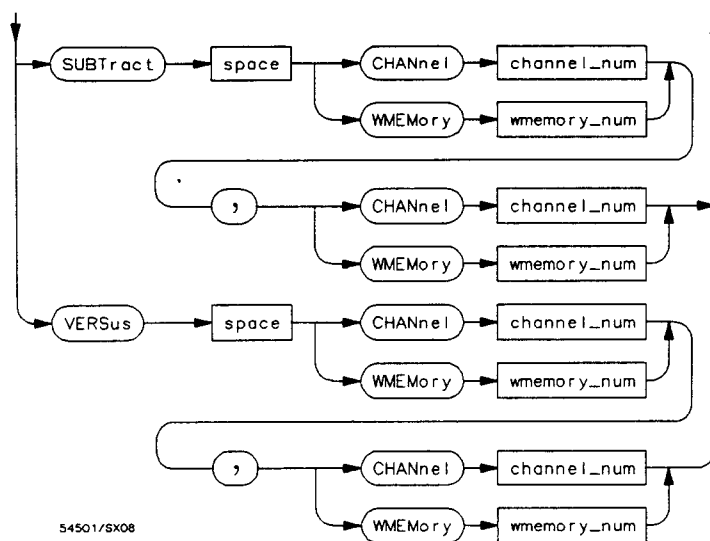 SUBTract space CHANnel channel_num
WMEMory wmemory_num
, CHANnel channel_num
WMEMory wmemory_num
VERSus space CHANnel channel_num
WMEMory wmemory_num
, CHANnel channel_num
WMEMory wmemory_num
54501/SX08